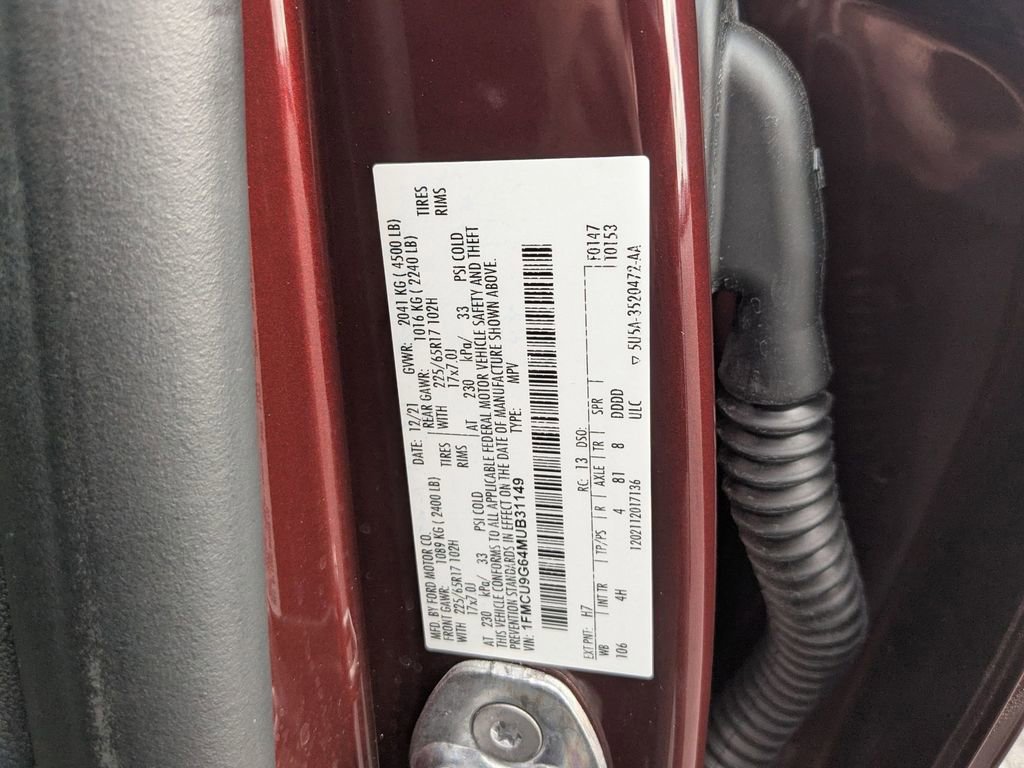 MFD. BY FORD MOTOR CO. DATE: 12/21 GVWR: 2041 KG ( 4500 LB)
FRONT GAWR: 1089 KG ( 2400 LB) REAR GAWR: 1016 KG ( 2240 LB)
WITH 225/65R17 102H TIRES WITH 225/65R17 102H TIRES
17x7.0J RIMS 17x7.0J RIMS
AT 230 kPa/ 33 PSI COLD AT 230 kPa/ 33 PSI COLD
THIS VEHICLE CONFORMS TO ALL APPLICABLE FEDERAL MOTOR VEHICLE SAFETY AND THEFT
PREVENTION STANDARDS IN EFFECT ON THE DATE OF MANUFACTURE SHOWN ABOVE.
VIN: 1FMCU9G64MUB31149 TYPE: MPV
EXT PNT: H7 RC: 13 DSO: F0147
WB INT TR TP/PS R AXLE TR SPR 10153
106 4H 4 81 8 DDDD
120211201 7136 ULC 5U5A-3520472-AA